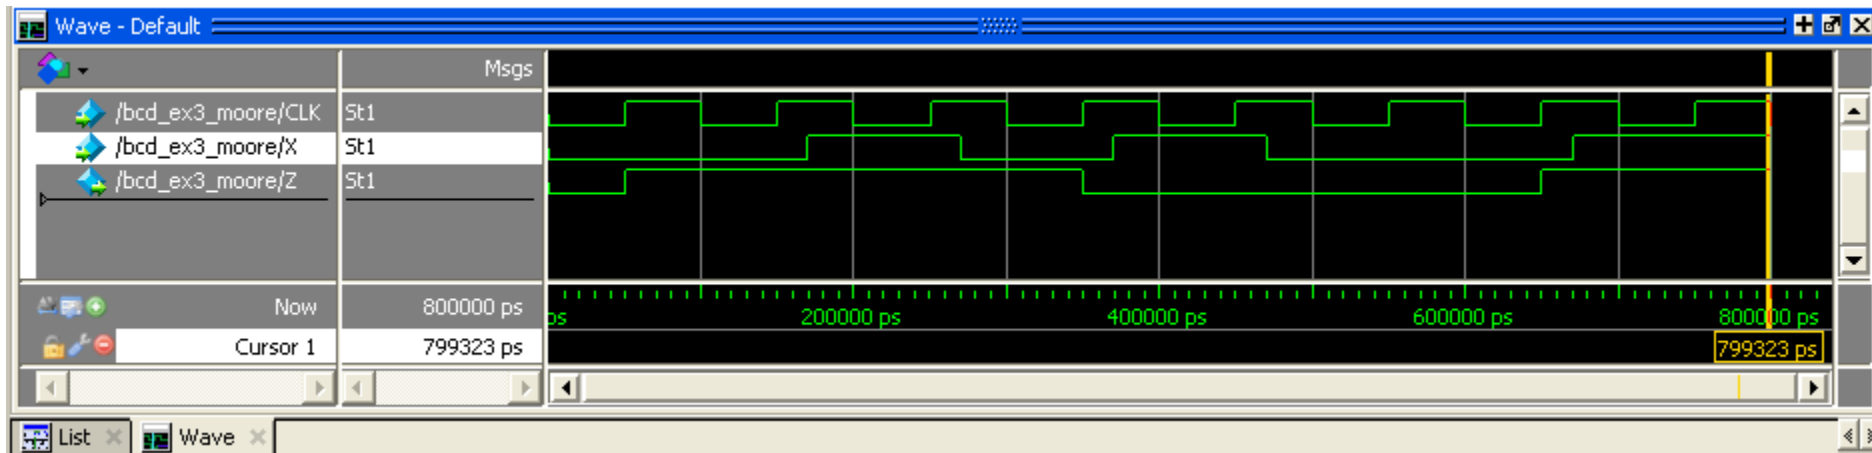 Wave - Default
Msgs
/bcd_ex3_moore/CLK St1
/bcd_ex3_moore/X St1
/bcd_ex3_moore/Z St1
Now 800000 ps
ps 200000 ps 400000 ps 600000 ps 800000 ps
Cursor 1 799323 ps
799323 ps
List Wave